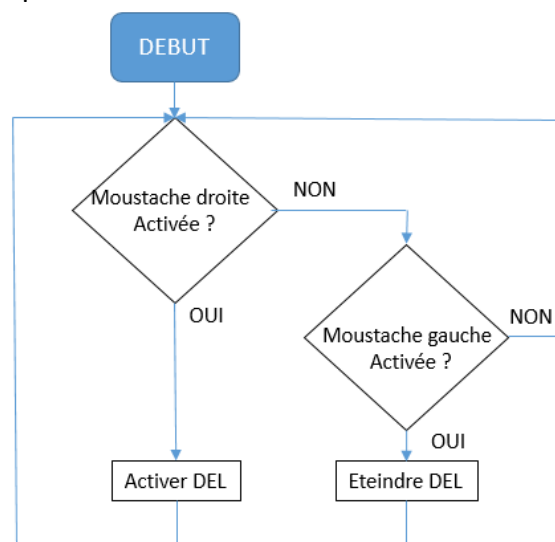 DEBUT
Moustache droite
Activée ?
NON
OUI
Moustache gauche
Activée ?
NON
OUI
Activer DEL
Eteindre DEL